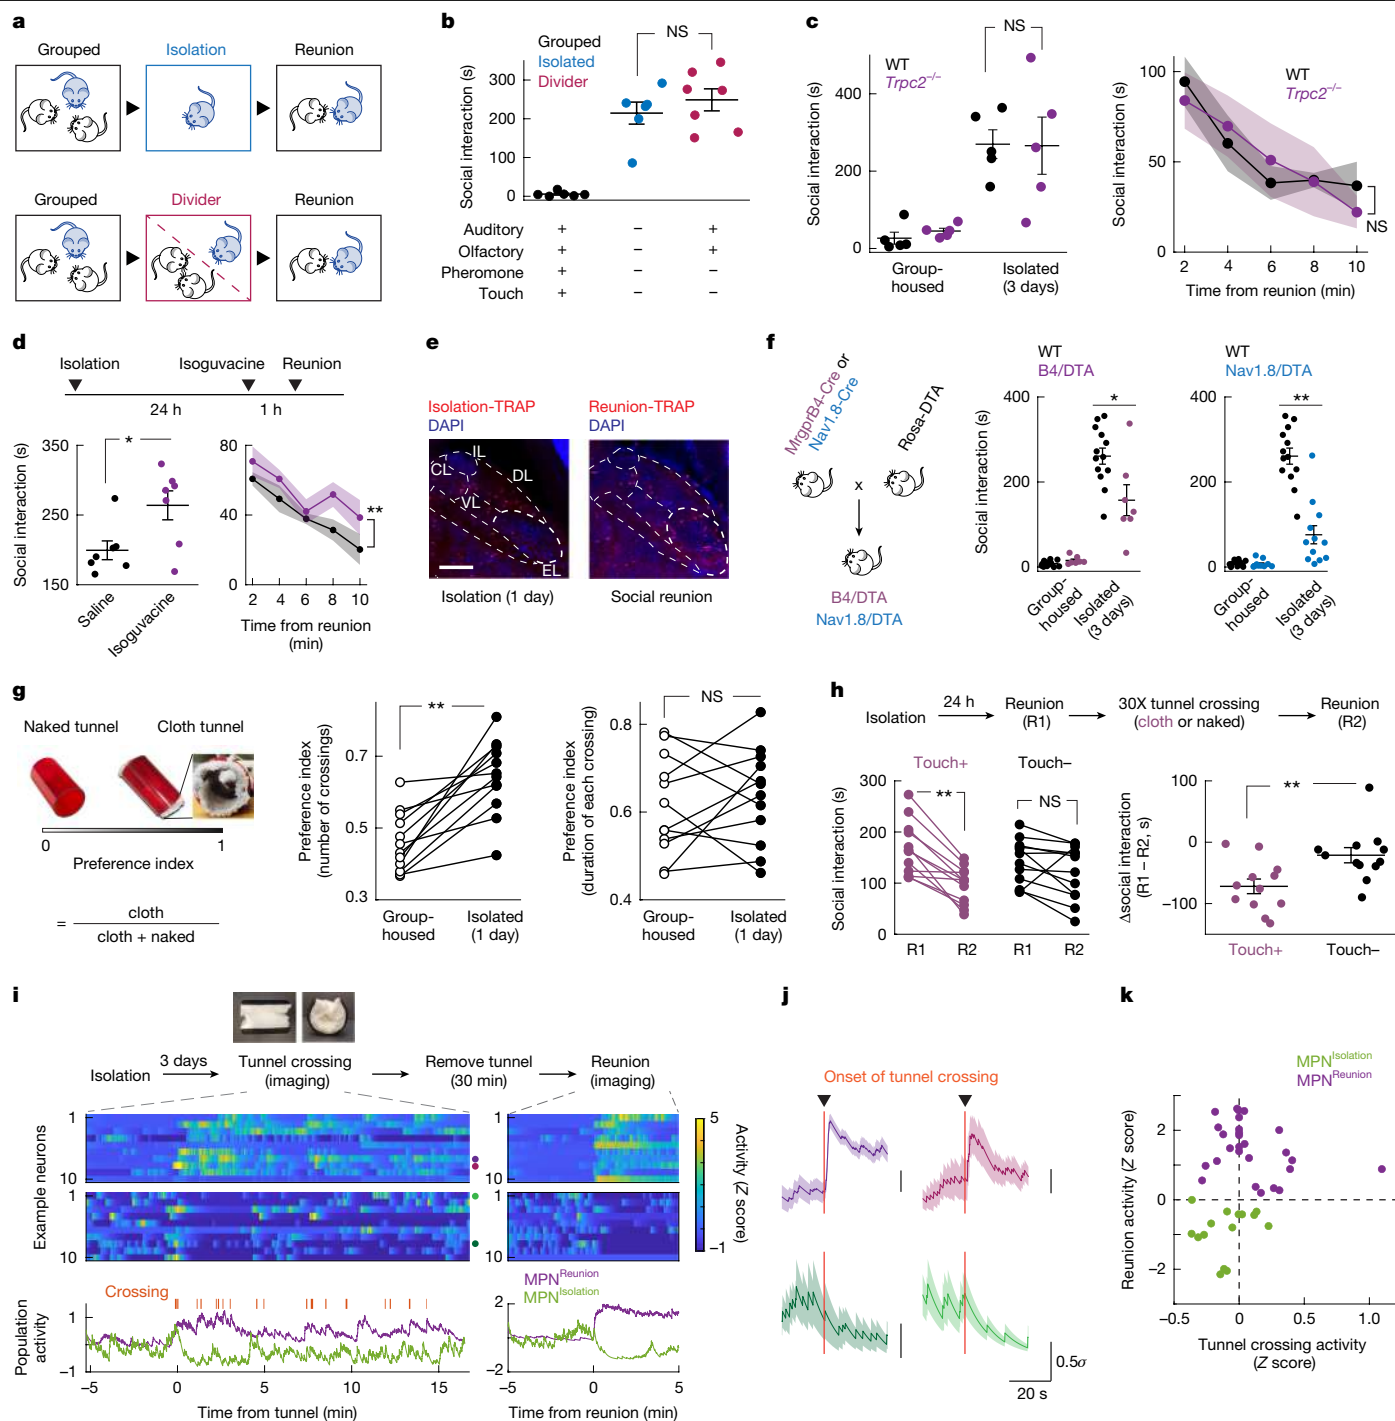 a
Grouped
Isolation
Reunion
Grouped
Divider
Reunion
b
Grouped
Isolated
Divider
NS
Social interaction (s)
300
200
100
0
Auditory + − +
Olfactory + − +
Pheromone + − −
Touch + − −
c
WT
Trpc2−/−
NS
Social interaction (s)
400
200
0
Group-
housed
Isolated
(3 days)
WT
Trpc2−/−
Social interaction (s)
100
50
0
NS
2 4 6 8 10
Time from reunion (min)
d
Isolation
Isoguvacine
Reunion
24 h
1 h
Social interaction (s)
350
250
150
*
Saline
Isoguvacine
80
40
0
**
2 4 6 8 10
Time from reunion
(min)
e
Isolation-TRAP
DAPI
Reunion-TRAP
DAPI
IL
CL
DL
VL
EL
Isolation (1 day)
Social reunion
f
MrgprB4-Cre or
Nav1.8-Cre
Rosa-DTA
x
B4/DTA
Nav1.8/DTA
WT
B4/DTA
Social interaction (s)
400
200
0
*
Group-
housed
Isolated
(3 days)
WT
Nav1.8/DTA
400
200
0
**
Group-
housed
Isolated
(3 days)
g
Naked tunnel
Cloth tunnel
0
1
Preference index
= cloth
cloth + naked
Preference index
(number of crossings)
0.7
0.5
0.3
**
Group-
housed
Isolated
(1 day)
Preference index
(duration of each crossing)
0.8
0.6
0.4
NS
Group-
housed
Isolated
(1 day)
h
Isolation
24 h
Reunion
(R1)
30X tunnel crossing
(cloth or naked)
Reunion
(R2)
Touch+
Touch−
Social interaction (s)
300
200
100
0
**
NS
R1 R2 R1 R2
Δsocial interaction
(R1 − R2, s)
100
0
−100
**
Touch+
Touch−
i
Isolation
3 days
Tunnel crossing
(imaging)
Remove tunnel
(30 min)
Reunion
(imaging)
Example neurons
1
10
1
10
1
10
1
10
5
−1
Activity (Z score)
Crossing
Population
activity
1
−1
−5 0 5 10 15
Time from tunnel (min)
MPNReunion
MPNIsolation
2
−2
−5 0 5
Time from reunion (min)
j
Onset of tunnel crossing
0.5σ
20 s
k
MPNIsolation
MPNReunion
Reunion activity (Z score)
2
0
−2
−0.5 0 0.5 1.0
Tunnel crossing activity
(Z score)